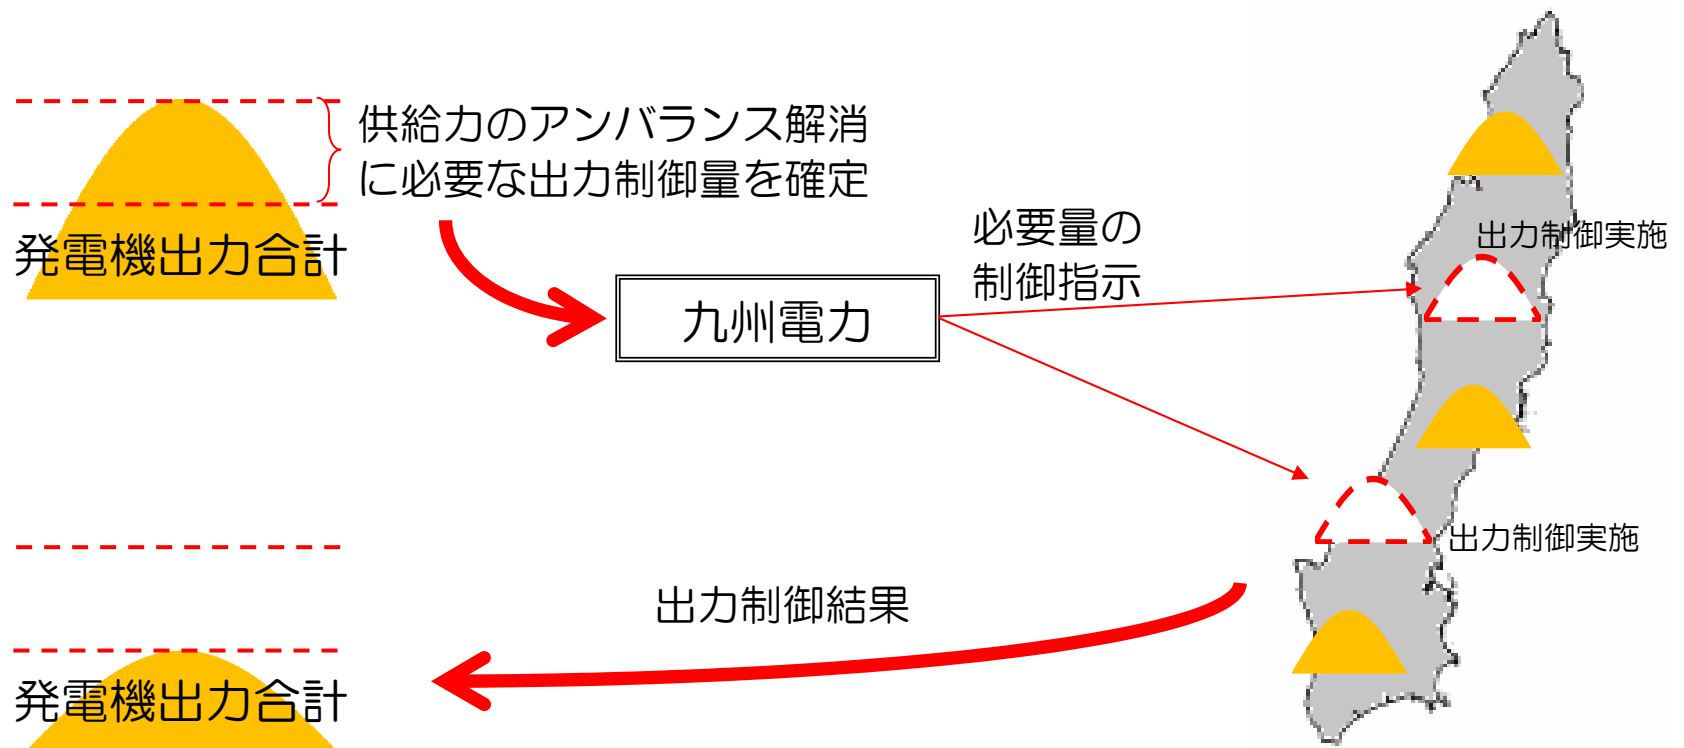 供給力のアンバランス解消
に必要な出力制御量を確定
発電機出力合計
必要量の
制御指示
九州電力
出力制御実施
出力制御実施
出力制御結果
発電機出力合計